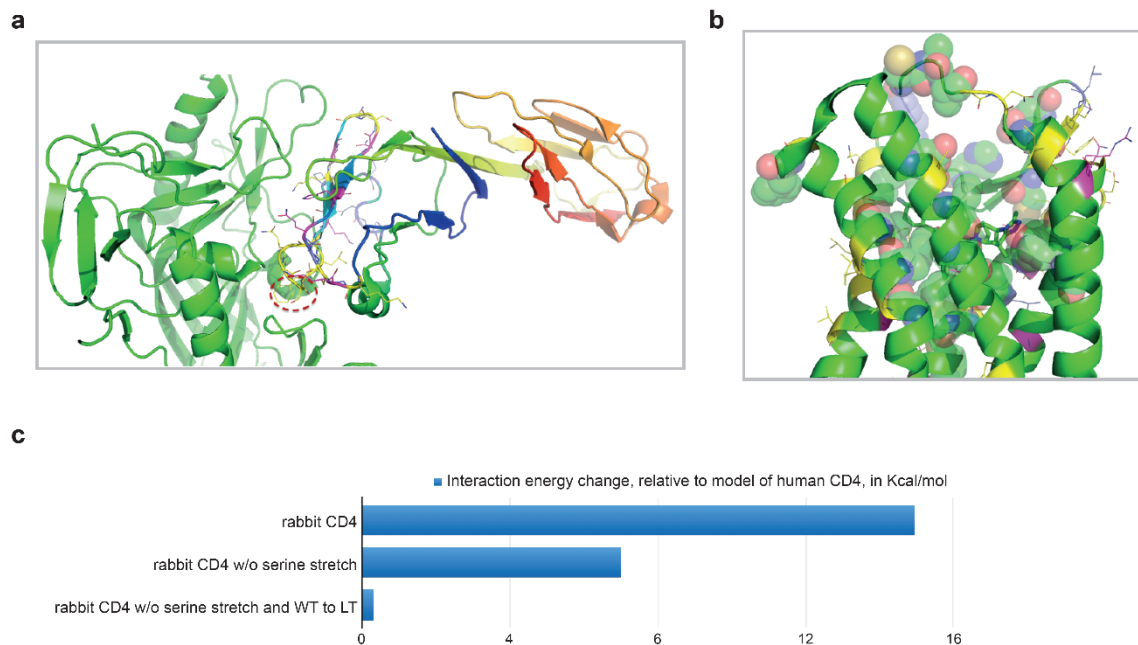 a
b
c
Interaction energy change, relative to model of human CD4, in Kcal/mol
rabbit CD4
rabbit CD4 w/o serine stretch
rabbit CD4 w/o serine stretch and WT to LT
0 4 6 12 16